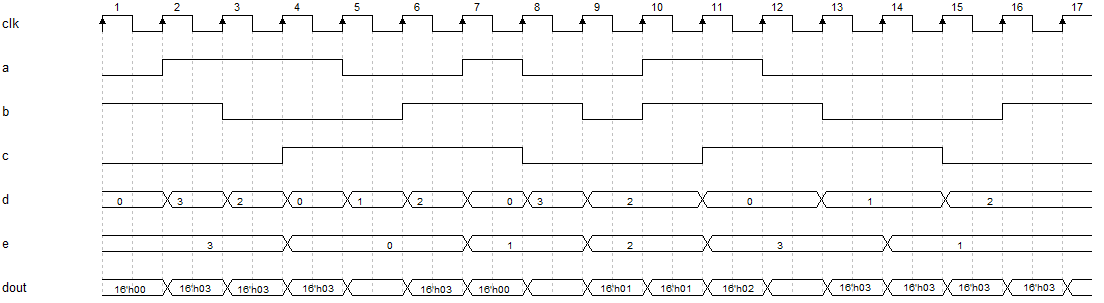 1 2 3 4 5 6 7 8 9 10 11 12 13 14 15 16 17
clk
a
b
c
d 0 3 2 0 1 2 0 3 2 0 1 2
e 3 0 1 2 3 1
dout 16'h00 16'h03 16'h03 16'h03 16'h03 16'h00 16'h01 16'h01 16'h02 16'h03 16'h03 16'h03 16'h03